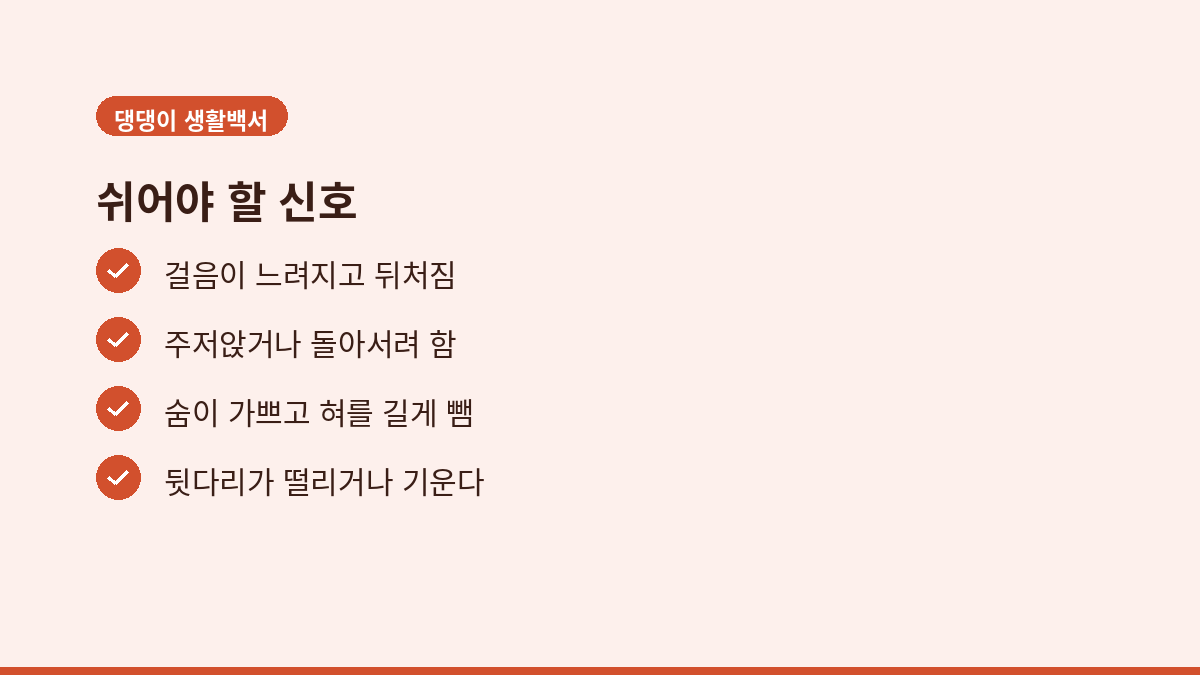 댕댕이 생활백서
쉬어야 할 신호
걸음이 느려지고 뒤처짐
주저앉거나 돌아서려 함
숨이 가쁘고 혀를 길게 뺌
뒷다리가 떨리거나 기운다